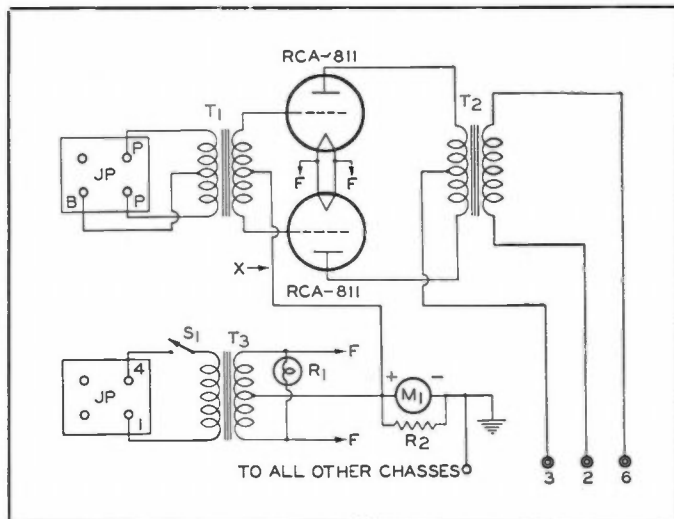 RCA-811
T1
T2
P
JP
B
P
F
F
X
RCA-811
S1
T3
4
JP
1
F
R1
F
+
-
M1
R2
TO ALL OTHER CHASSES
3
2
6